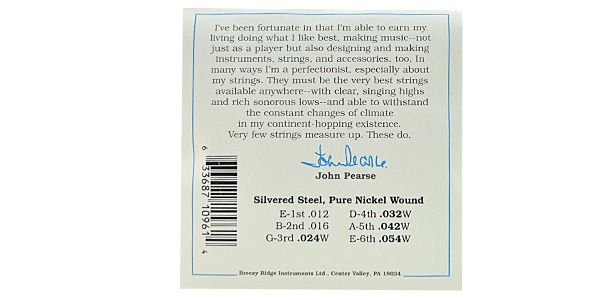 I've been fortunate in that I'm able to earn my
living doing what I like best, making music--not
just as a player but also designing and making
instruments, strings, and accessories, too. In
many ways I'm a perfectionist, especially about
my strings. They must be the very best strings
available anywhere--with clear, singing highs
and rich sonorous lows--and able to withstand
the constant changes of climate
in my continent-hopping existence.
Very few strings measure up. These do.
John Pearse
John Pearse
Silvered Steel, Pure Nickel Wound
E-1st .012 D-4th .032W
B-2nd .016 A-5th .042W
G-3rd .024W E-6th .054W
6 33687 10961 4
Breezy Ridge Instruments Ltd., Center Valley, PA 18034